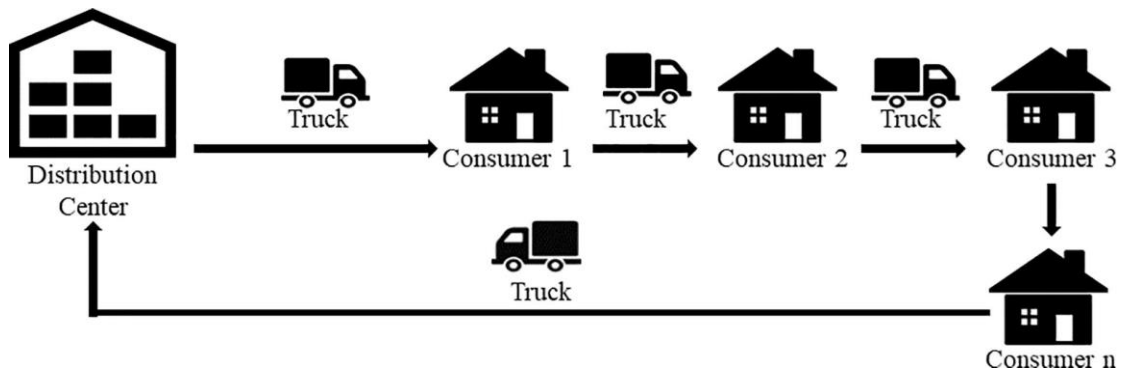 Truck
Truck
Truck
Consumer 1
Consumer 2
Consumer 3
Distribution
Center
Truck
Consumer n